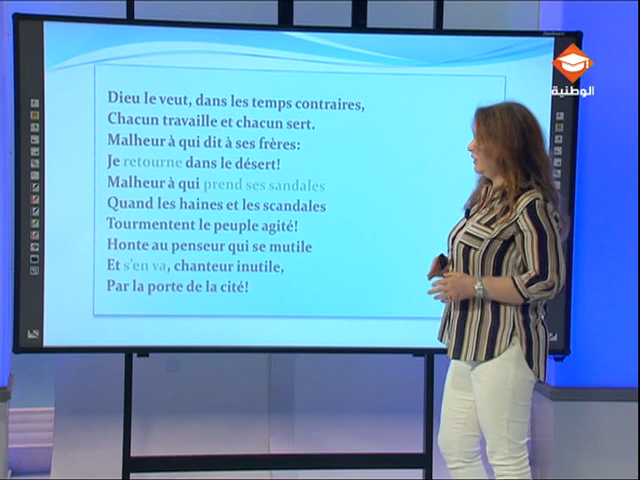 Dieu le veut, dans les temps contraires,
Chacun travaille et chacun sert.
Malheur à qui dit à ses frères:
Je retourne dans le désert!
Malheur à qui prend ses sandales
Quand les haines et les scandales
Tourmentent le peuple agité!
Honte au penseur qui se mutile
Et s'en va, chanteur inutile,
Par la porte de la cité!
الوطنية